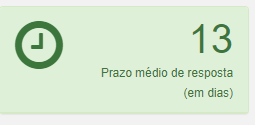 13
Prazo médio de resposta
(em dias)